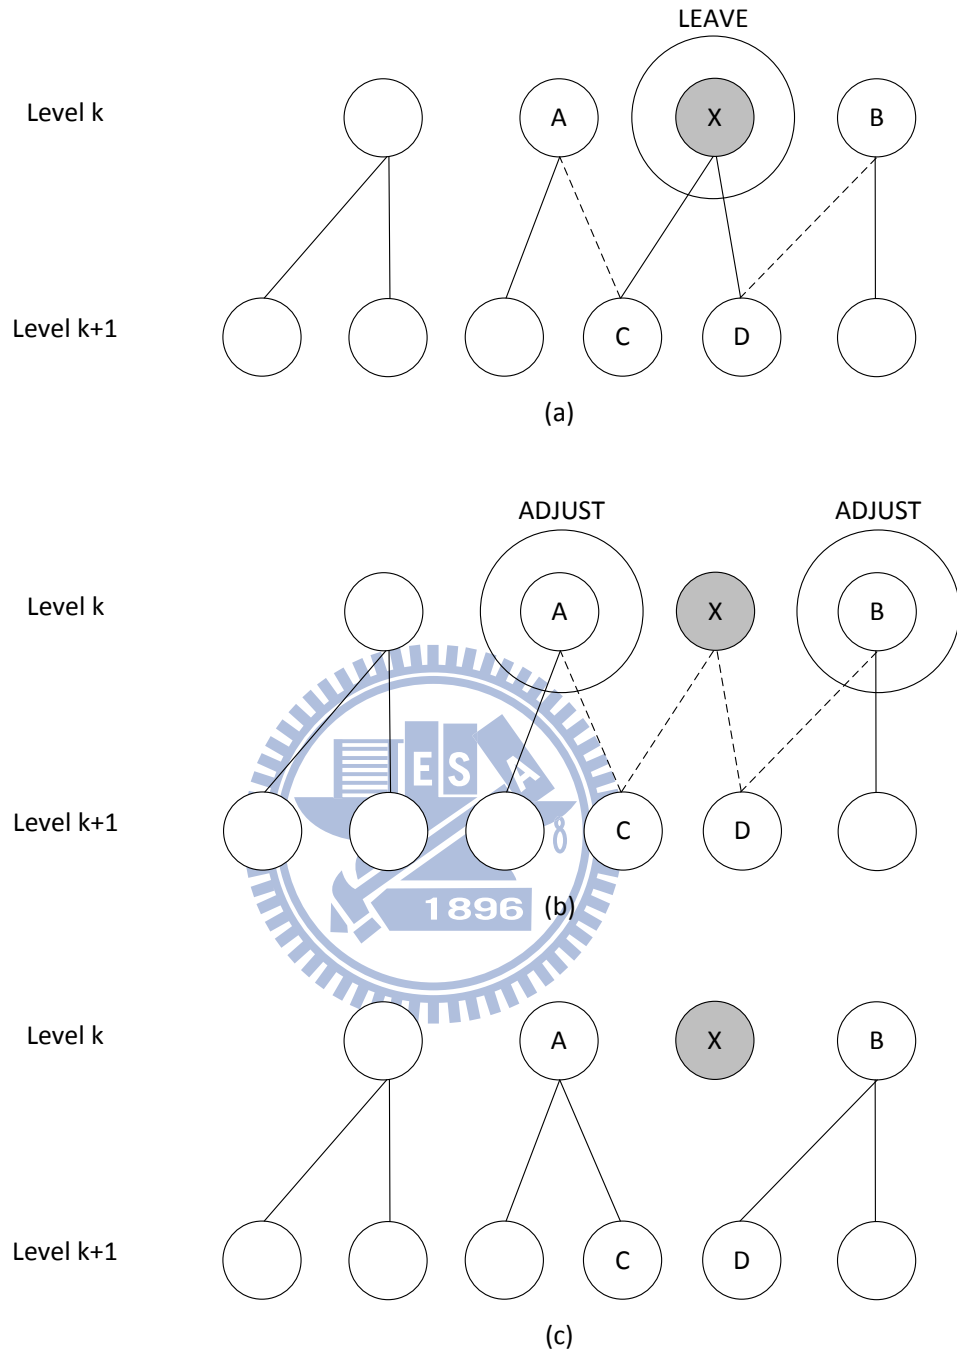 LEAVE
Level k
A
X
B
Level k+1
C
D
(a)
ADJUST
ADJUST
Level k
A
X
B
E S A
Level k+1
C
D
1896
(b)
Level k
A
X
B
Level k+1
C
D
(c)